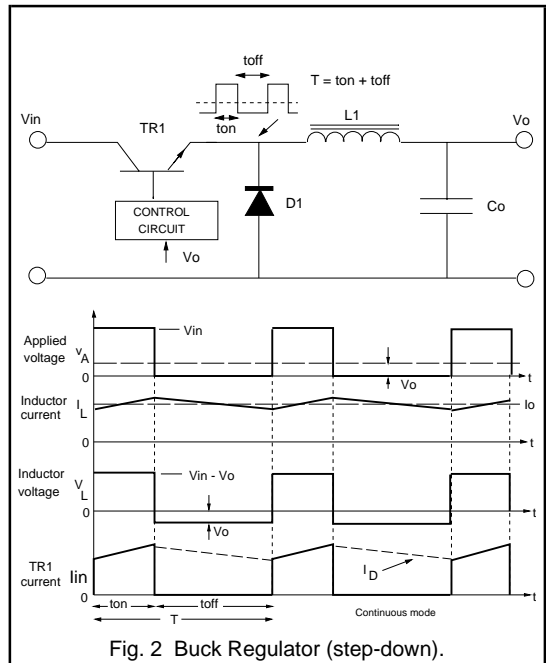 toff
T = ton + toff
ton
Vin
TR1
L1
Vo
CONTROL
CIRCUIT
Vo
D1
Co
Applied
voltage
vA
0
Vin
Vo
t
Inductor
current
IL
0
Io
t
Inductor
voltage
VL
0
Vin - Vo
Vo
t
TR1
current
Iin
0
ID
t
ton
toff
T
Continuous mode
Fig. 2 Buck Regulator (step-down).